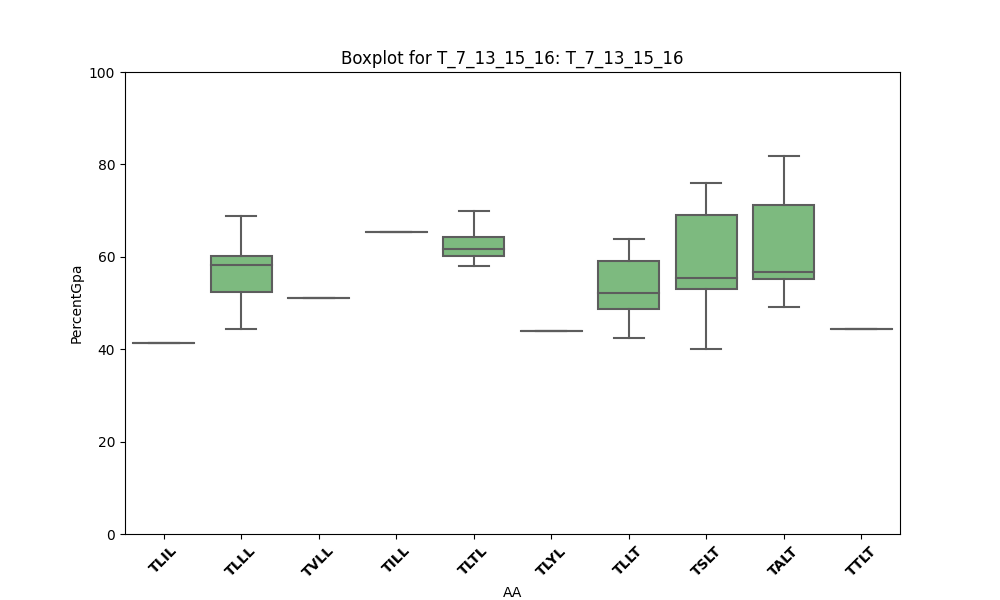 Boxplot for T_7_13_15_16: T_7_13_15_16
100
80
60
40
20
0
PercentGpa
TLIL
TLLL
TVLL
TILL
TLTL
TLYL
TLLT
TSLT
TALT
TTLT
AA